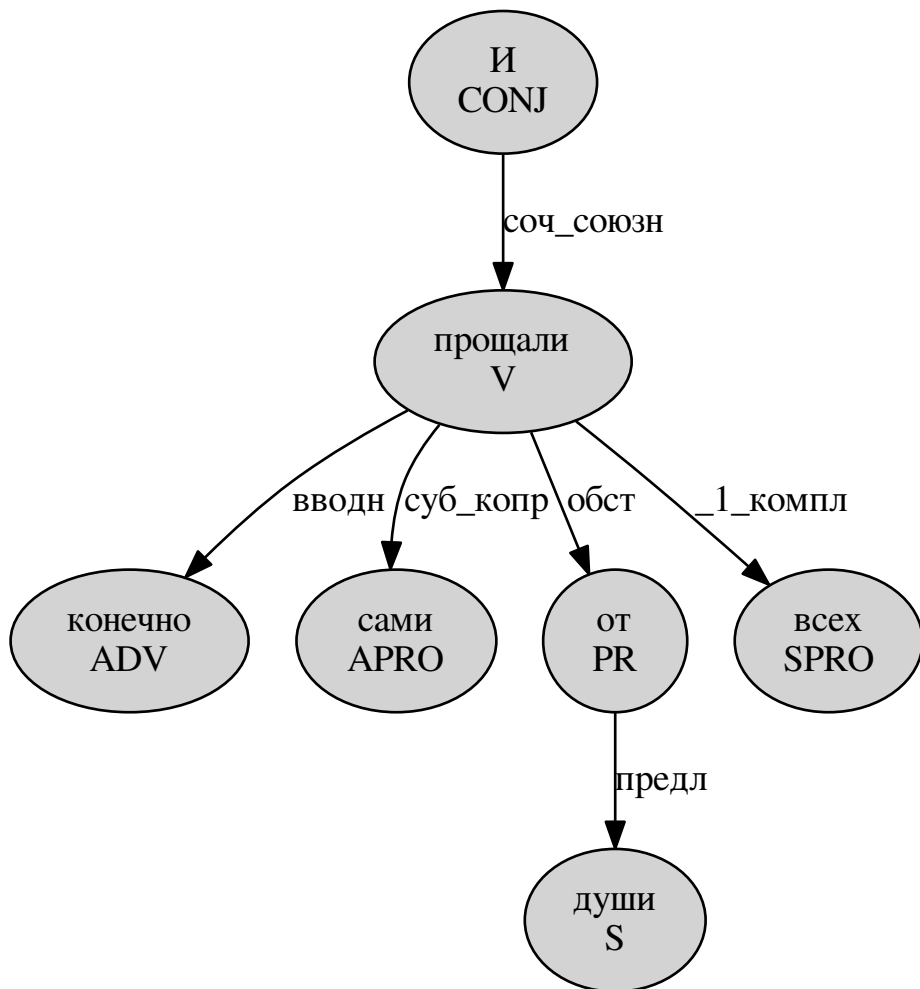 И
CONJ
соч_союзн
прощали
V
вводн
суб_копр
обст
_1_компл
конечно
ADV
сами
APRO
от
PR
всех
SPRO
предл
души
S